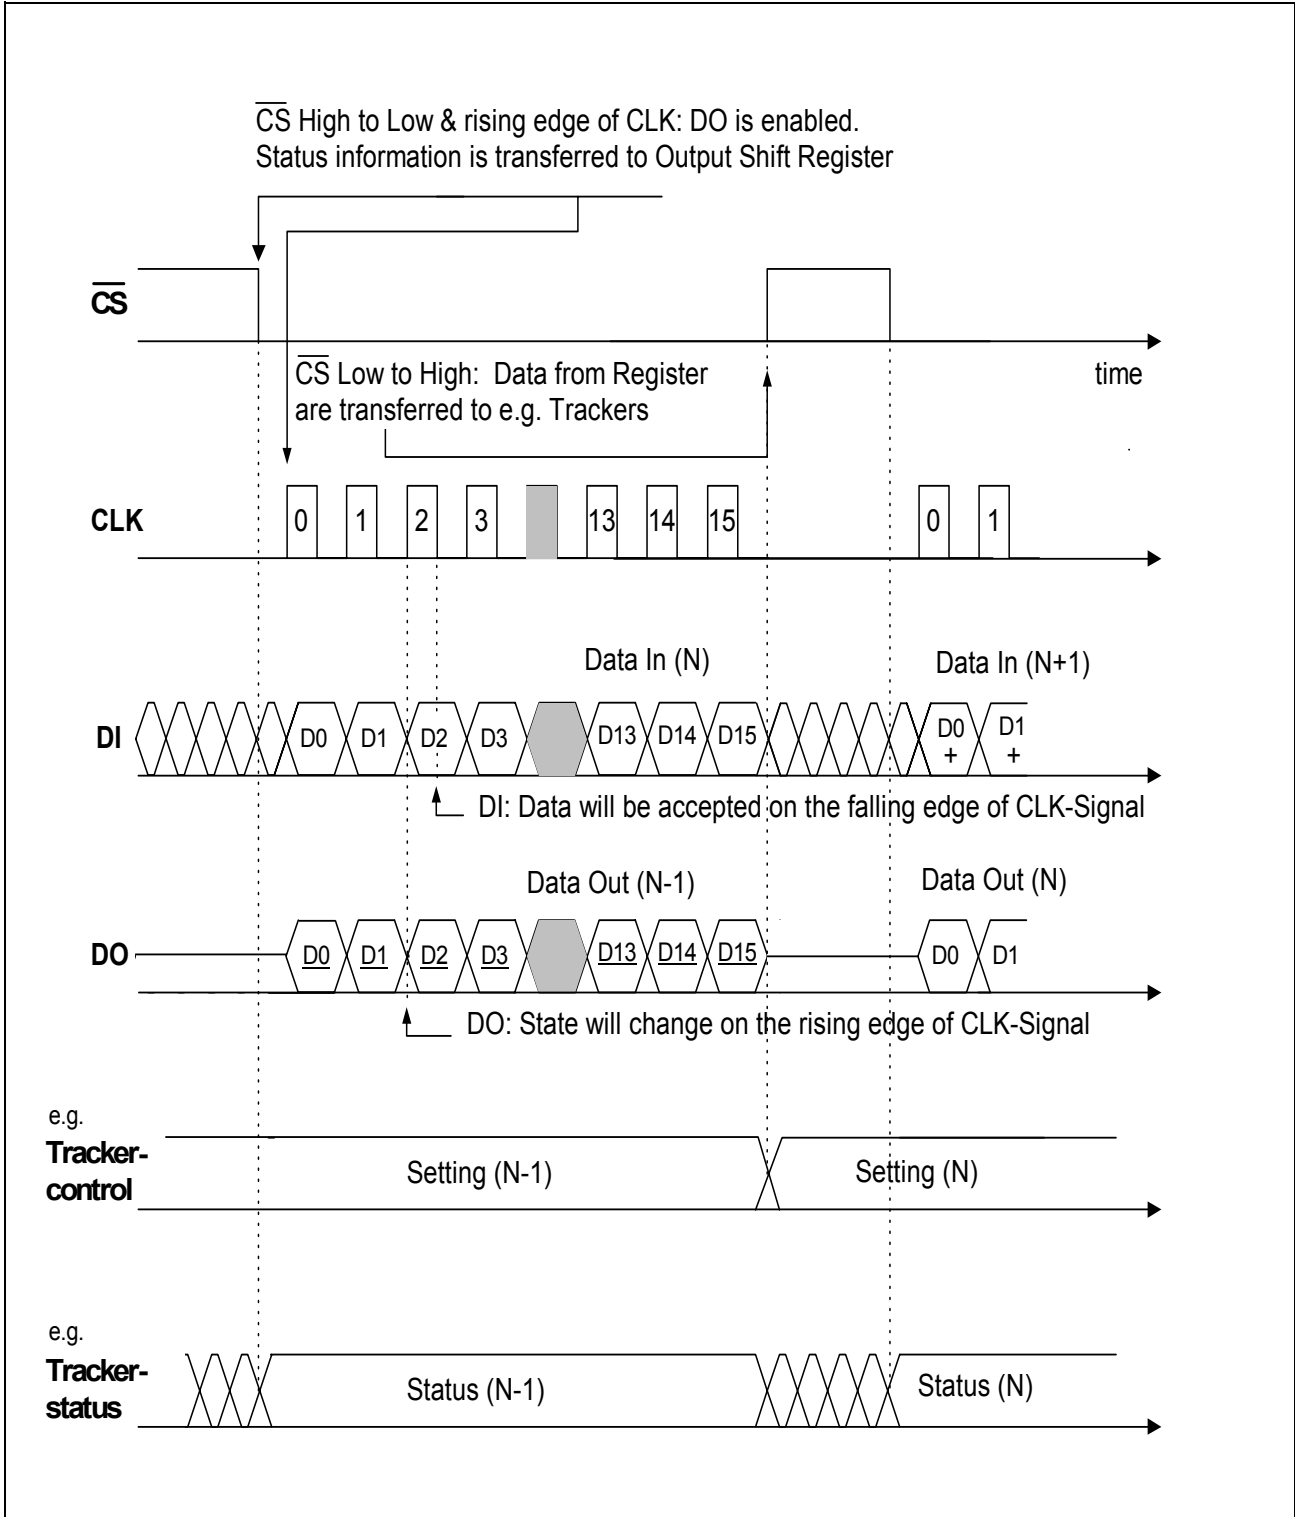 CS High to Low & rising edge of CLK: DO is enabled.
Status information is transferred to Output Shift Register
CS
CS Low to High: Data from Register
are transferred to e.g. Trackers
time
CLK
0 1 2 3 13 14 15 0 1
Data In (N) Data In (N+1)
DI
D0 D1 D2 D3 D13 D14 D15 D0 + D1 +
DI: Data will be accepted on the falling edge of CLK-Signal
Data Out (N-1) Data Out (N)
DO
D0 D1 D2 D3 D13 D14 D15 D0 D1
DO: State will change on the rising edge of CLK-Signal
e.g.
Tracker-
control
Setting (N-1) Setting (N)
e.g.
Tracker-
status
Status (N-1) Status (N)